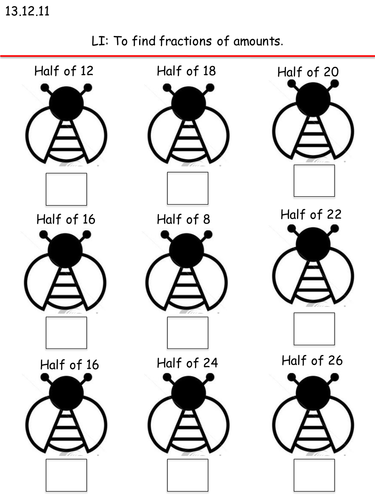 13.12.11
LI: To find fractions of amounts.
Half of 12
Half of 18
Half of 20
Half of 16
Half of 8
Half of 22
Half of 16
Half of 24
Half of 26